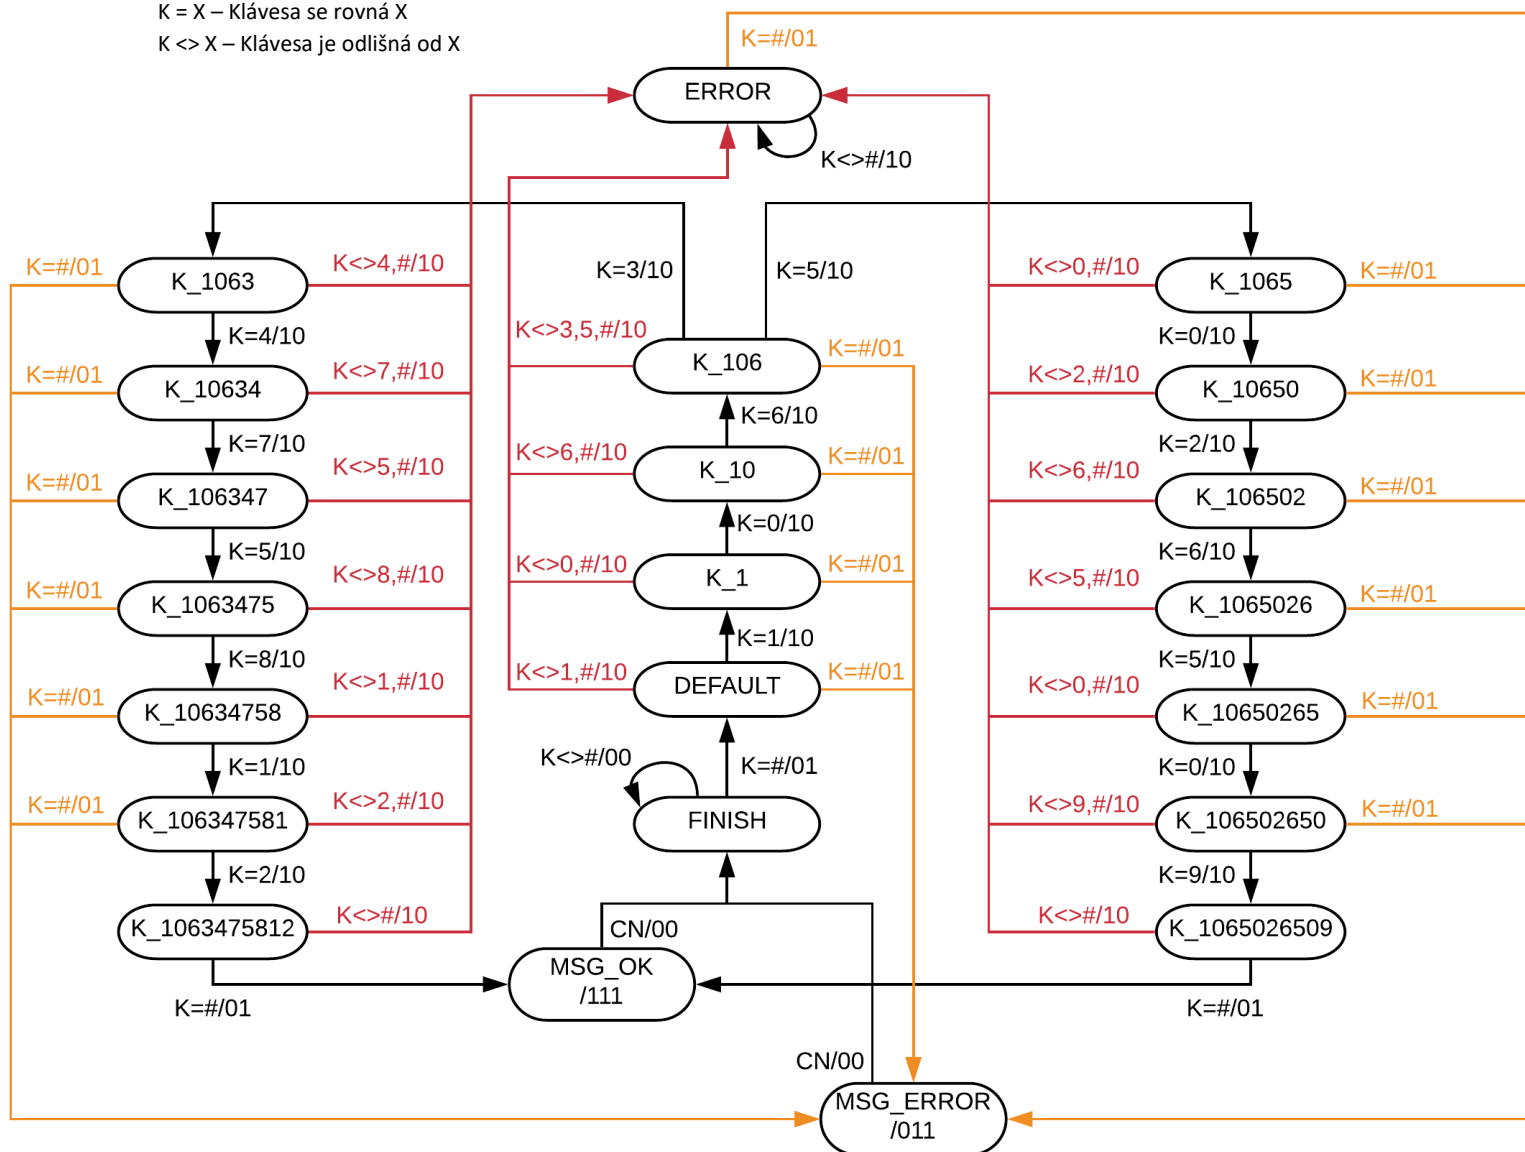 K = X – Klávesa se rovná X
K <> X – Klávesa je odlišná od X
K=#/01
ERROR
K<>#/10
K=#/01
K_1063
K<>4,#/10
K=3/10
K=5/10
K<>0,#/10
K_1065
K=#/01
K=4/10
K<>3,5,#/10
K_106
K=#/01
K=0/10
K=#/01
K_10634
K<>7,#/10
K<>2,#/10
K_10650
K=#/01
K=7/10
K=6/10
K=2/10
K=#/01
K_106347
K<>5,#/10
K<>6,#/10
K_10
K=#/01
K<>6,#/10
K_106502
K=#/01
K=5/10
K=0/10
K=6/10
K=#/01
K_1063475
K<>8,#/10
K<>0,#/10
K_1
K=#/01
K<>5,#/10
K_1065026
K=#/01
K=8/10
K=1/10
K=5/10
K=#/01
K_10634758
K<>1,#/10
K<>1,#/10
DEFAULT
K=#/01
K<>0,#/10
K_10650265
K=#/01
K=1/10
K<>#/00
K=#/01
K=0/10
K=#/01
K_106347581
K<>2,#/10
FINISH
K<>9,#/10
K_106502650
K=#/01
K=2/10
K=9/10
K_1063475812
K<>#/10
CN/00
K<>#/10
K_1065026509
MSG_OK
/111
K=#/01
K=#/01
CN/00
MSG_ERROR
/011